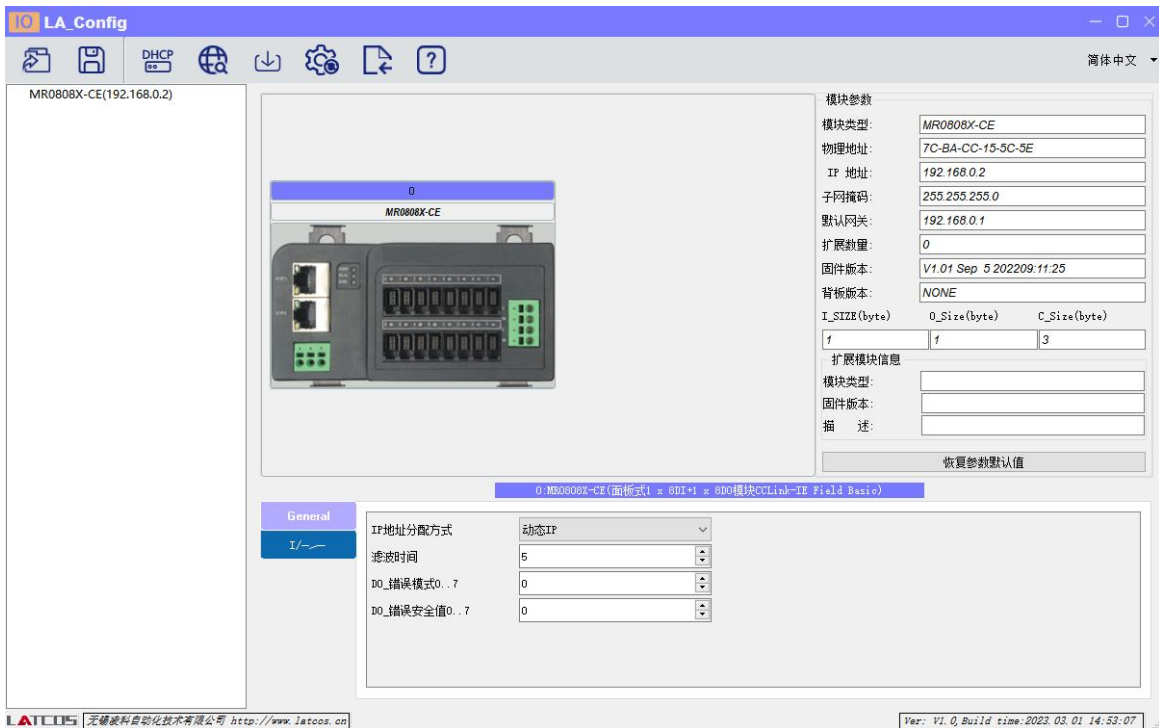 IO LA_Config
DHCP
简体中文
MR0808X-CE(192.168.0.2)
0
MR0808X-CE
模块参数
模块类型: MR0808X-CE
物理地址: 7C-BA-CC-15-5C-5E
IP 地址: 192.168.0.2
子网掩码: 255.255.255.0
默认网关: 192.168.0.1
扩展数量: 0
固件版本: V1.01 Sep 5 202209:11:25
背板版本: NONE
I_SIZE(byte) O_Size(byte) C_Size(byte)
1 1 3
扩展模块信息
模块类型:
固件版本:
描 述:
恢复参数默认值
0:MR0808X-CE(面板式1 x 8DI+1 x 8DO模块CCLink-IE Field Basic)
General
IP地址分配方式 动态IP
滤波时间 5
DO_错误模式0..7 0
DO_错误安全值0..7 0
LATCOS 无锡凌科自动化技术有限公司 http://www.latcos.cn
Ver: V1.0,Build time:2023.03.01 14:53:07